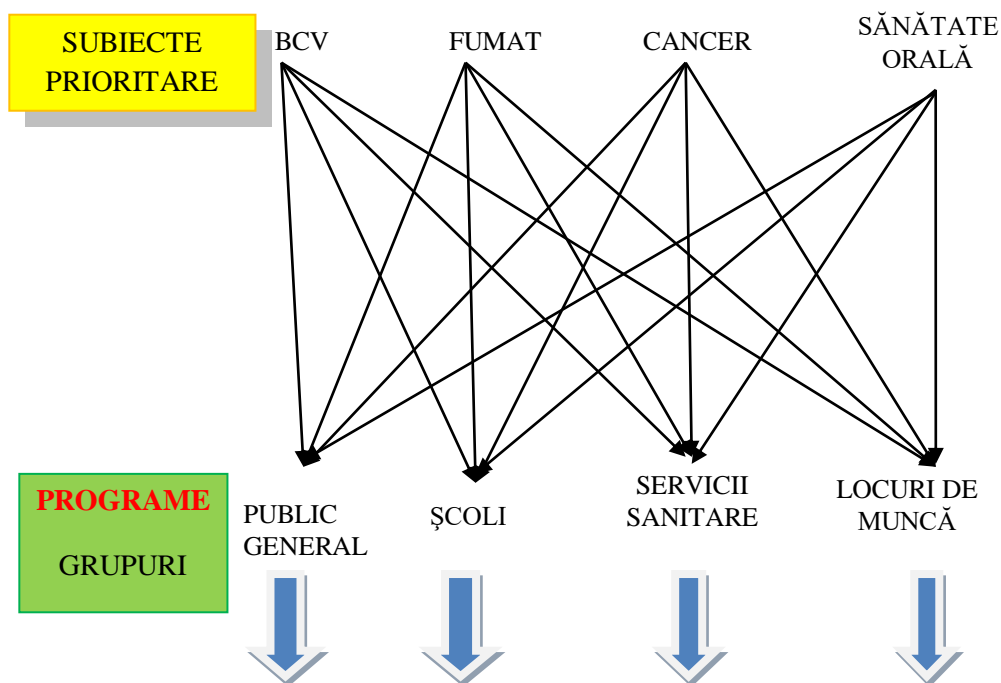 SUBIECTE
PRIORITARE
BCV
FUMAT
CANCER
SĂNĂTATE
ORALĂ
PROGRAME
GRUPURI
PUBLIC
GENERAL
ŞCOLI
SERVICII
SANITARE
LOCURI DE
MUNCĂ